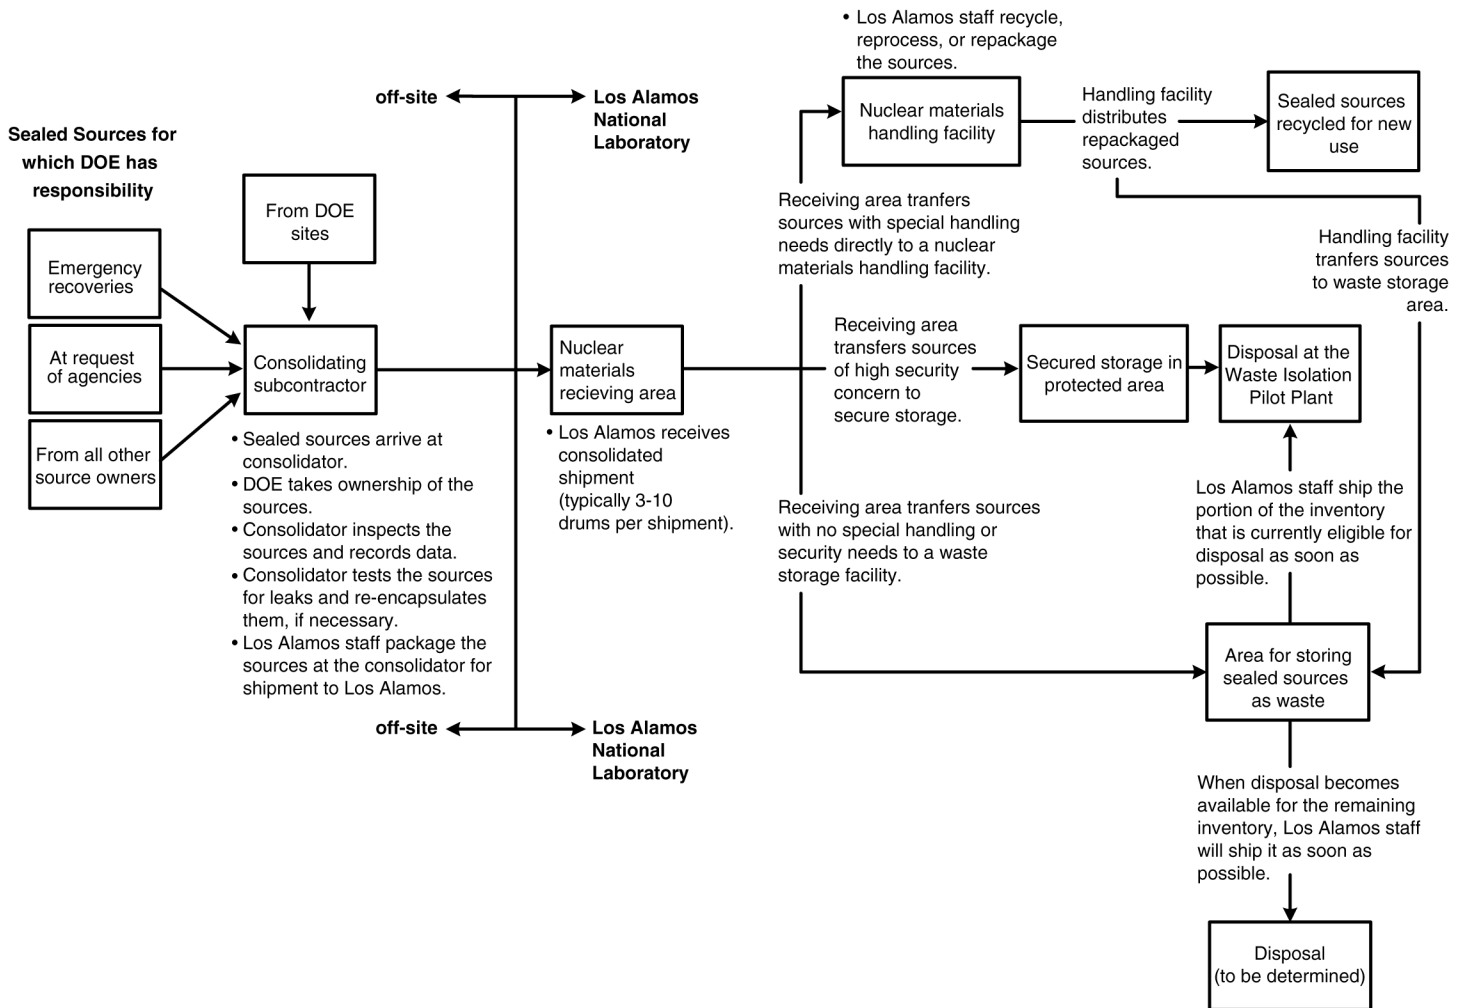 • Los Alamos staff recycle,
reprocess, or repackage
the sources.
off-site
Los Alamos
National
Laboratory
Sealed Sources for
which DOE has
responsibility
Nuclear materials
handling facility
Handling facility
distributes
repackaged
sources.
Sealed sources
recycled for new
use
From DOE
sites
Emergency
recoveries
At request
of agencies
From all other
source owners
Consolidating
subcontractor
• Sealed sources arrive at
consolidator.
• DOE takes ownership of the
sources.
• Consolidator inspects the
sources and records data.
• Consolidator tests the sources
for leaks and re-encapsulates
them, if necessary.
• Los Alamos staff package the
sources at the consolidator for
shipment to Los Alamos.
Nuclear
materials
recieving area
• Los Alamos receives
consolidated
shipment
(typically 3-10
drums per shipment).
Receiving area tranfers
sources with special handling
needs directly to a nuclear
materials handling facility.
Handling facility
tranfers sources
to waste storage
area.
Receiving area
transfers sources
of high security
concern to
secure storage.
Secured storage in
protected area
Disposal at the
Waste Isolation
Pilot Plant
Receiving area tranfers sources
with no special handling or
security needs to a waste
storage facility.
Los Alamos staff ship the
portion of the inventory
that is currently eligible for
disposal as soon as
possible.
Area for storing
sealed sources
as waste
off-site
Los Alamos
National
Laboratory
When disposal becomes
available for the remaining
inventory, Los Alamos staff
will ship it as soon as
possible.
Disposal
(to be determined)